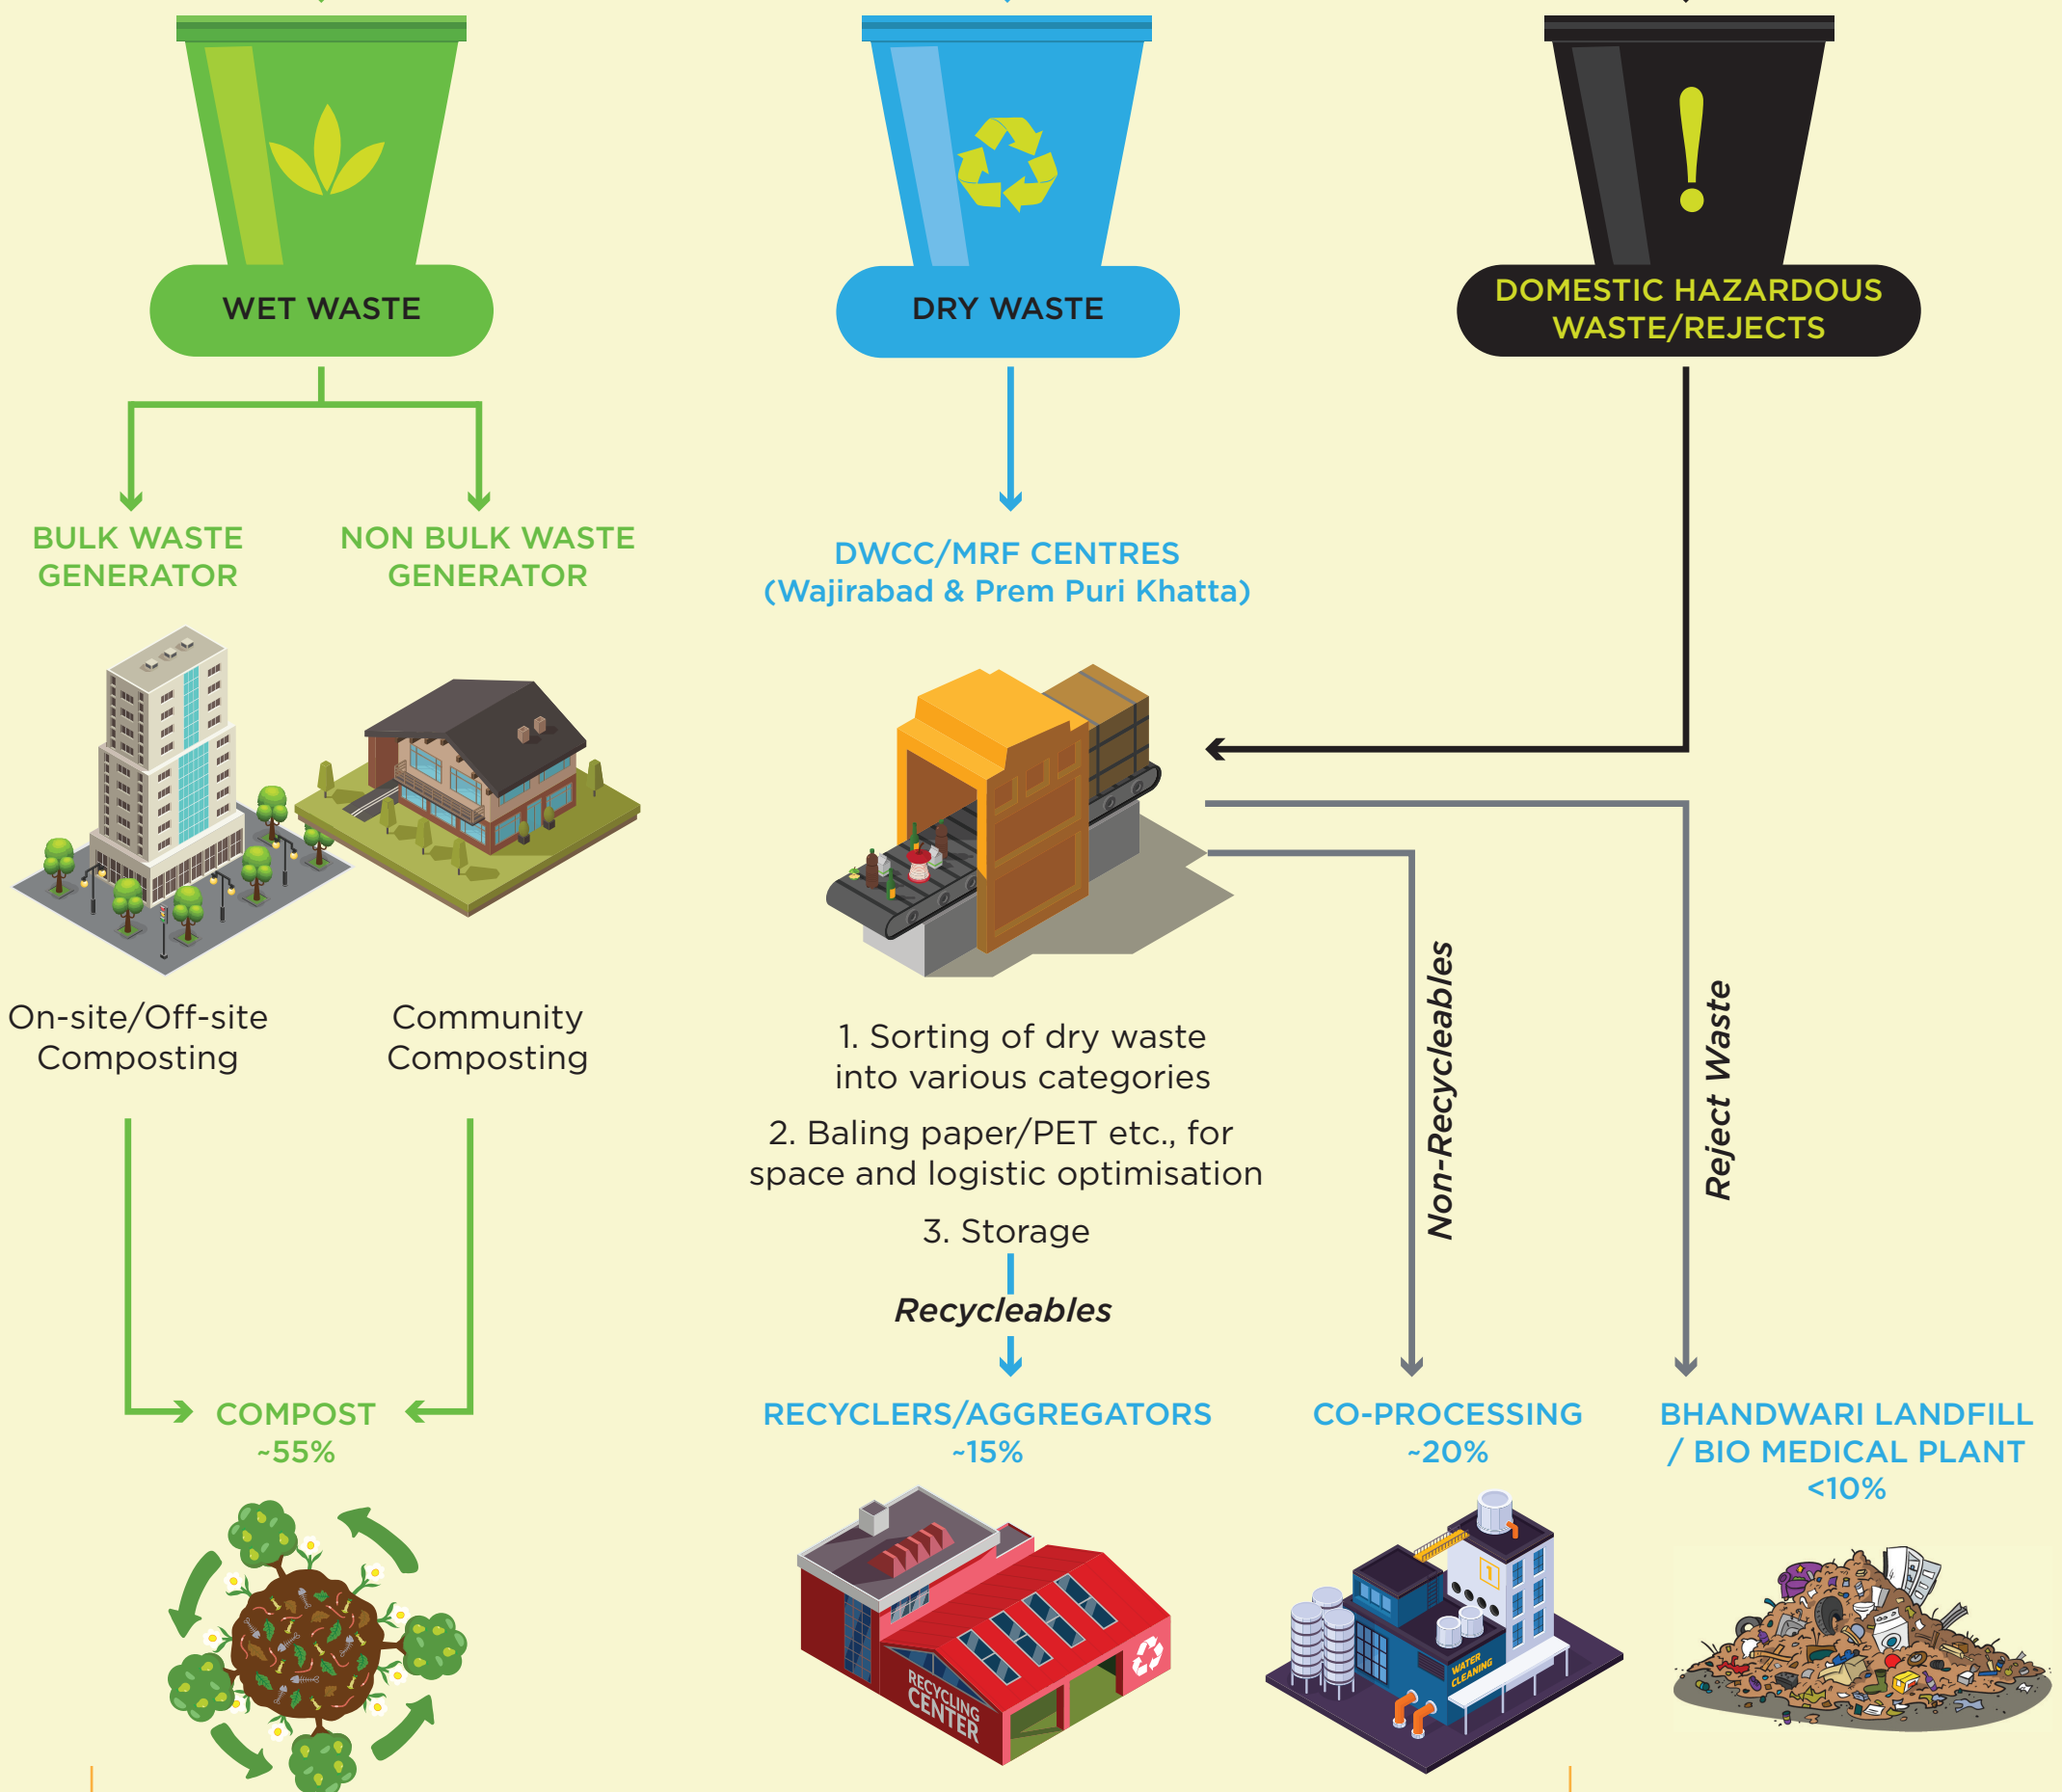 WET WASTE
DRY WASTE
DOMESTIC HAZARDOUS
WASTE/REJECTS
BULK WASTE
GENERATOR
NON BULK WASTE
GENERATOR
DWCC/MRF CENTRES
(Wajirabad & Prem Puri Khatta)
On-site/Off-site
Composting
Community
Composting
1. Sorting of dry waste
into various categories
2. Baling paper/PET etc., for
space and logistic optimisation
3. Storage
Recycleables
Non-Recycleables
Reject Waste
COMPOST
~55%
RECYCLERS/AGGREGATORS
~15%
CO-PROCESSING
~20%
BHANDWARI LANDFILL
/ BIO MEDICAL PLANT
<10%
RECYCLING
CENTER
1
WATER
CLEANING